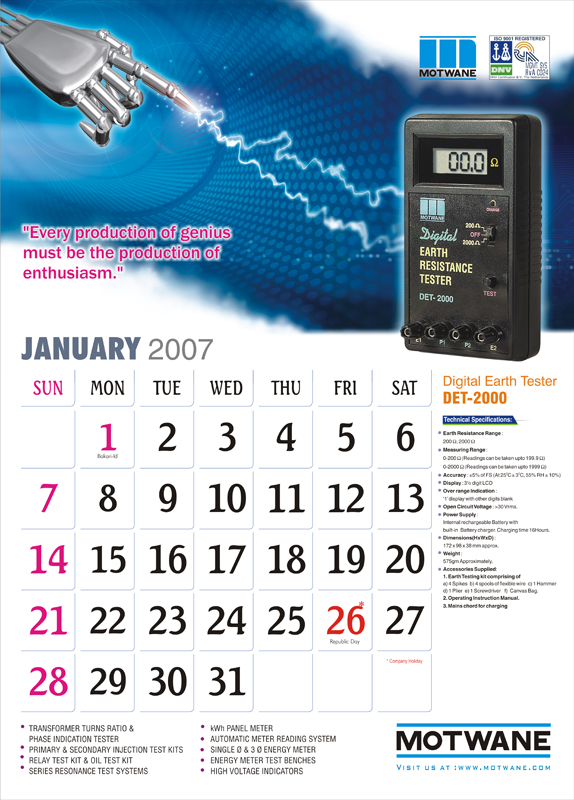 MOTWANE
ISO 9001 REGISTERED
DNV
MGMT. SYS.
RvA C024
DNV Certification B.V., The Netherlands
00.0 Ω
MOTWANE
ORANGE
200 Ω
OFF
2000 Ω
Digital
EARTH
RESISTANCE
TESTER
DET- 2000
TEST
E1 P1 P2 E2
"Every production of genius
must be the production of
enthusiasm."
JANUARY 2007
SUN MON TUE WED THU FRI SAT
1 2 3 4 5 6
Bakari-Id
7 8 9 10 11 12 13
14 15 16 17 18 19 20
21 22 23 24 25 26* 27
Republic Day
28 29 30 31
* Company Holiday
Digital Earth Tester
DET-2000
Technical Specifications:
• Earth Resistance Range :
200 Ω, 2000 Ω
• Measuring Range :
0-200 Ω (Readings can be taken upto 199.9 Ω)
0-2000 Ω (Readings can be taken upto 1999 Ω)
• Accuracy : ±5% of FS (At 25°C ± 3°C, 55% RH ± 10%)
• Display : 3½ digit LCD
• Over range Indication :
'1' display with other digits blank
• Open Circuit Voltage : >30 Vrms.
• Power Supply :
Internal rechargeable Battery with
built-in Battery charger. Charging time 16Hours.
• Dimensions(HxWxD) :
172 x 98 x 38 mm approx.
• Weight :
575gm Approximately.
• Accessories Supplied:
1. Earth Testing kit comprising of
a) 4 Spikes b) 4 spools of flexible wire c) 1 Hammer
d) 1 Plier e) 1 Screwdriver f) Canvas Bag.
2. Operating Instruction Manual.
3. Mains chord for charging
• TRANSFORMER TURNS RATIO &
PHASE INDICATION TESTER
• PRIMARY & SECONDARY INJECTION TEST KITS
• RELAY TEST KIT & OIL TEST KIT
• SERIES RESONANCE TEST SYSTEMS
• kWh PANEL METER
• AUTOMATIC METER READING SYSTEM
• SINGLE Ø & 3 Ø ENERGY METER
• ENERGY METER TEST BENCHES
• HIGH VOLTAGE INDICATORS
MOTWANE
VISIT US AT :WWW.MOTWANE.COM